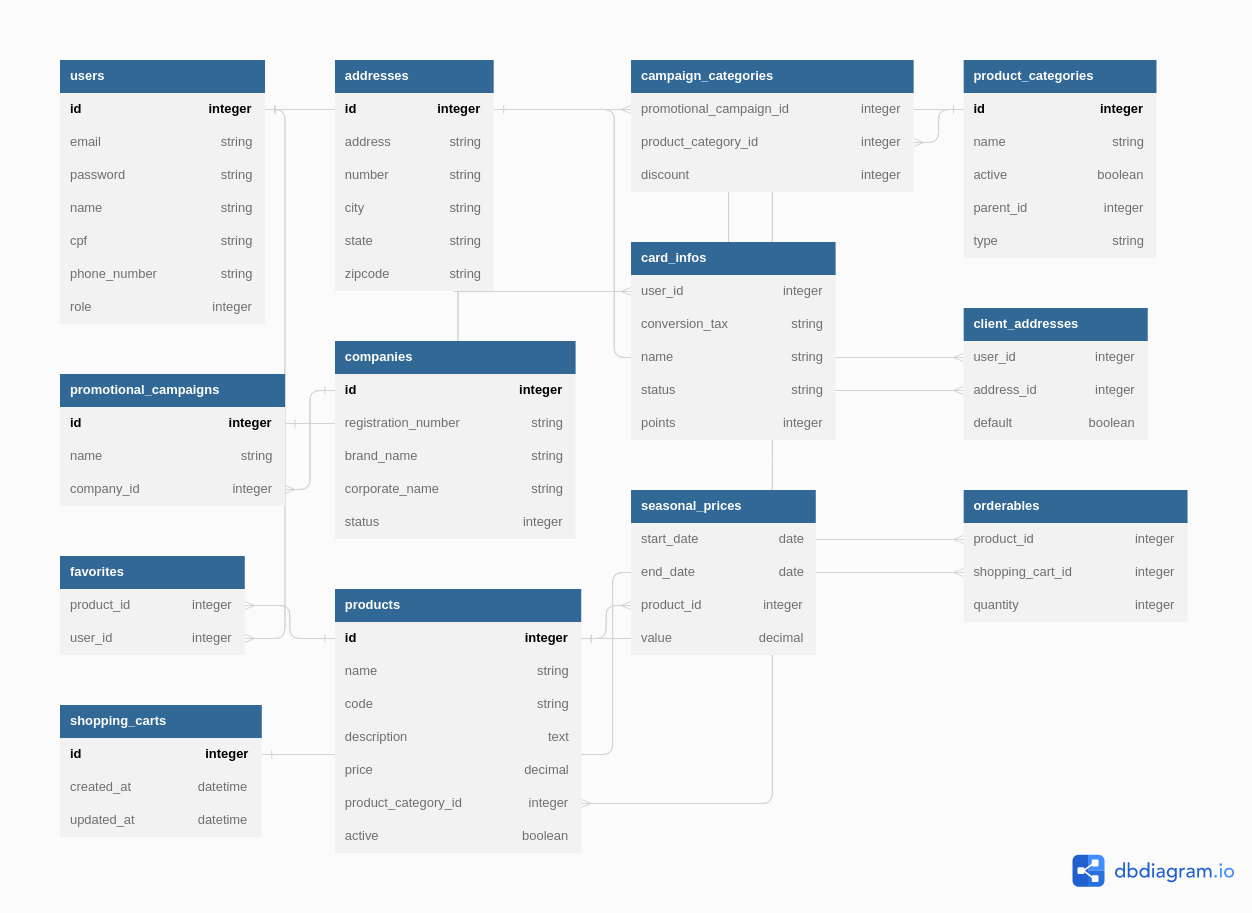 users
id integer
email string
password string
name string
cpf string
phone_number string
role integer
addresses
id integer
address string
number string
city string
state string
zipcode string
campaign_categories
promotional_campaign_id integer
product_category_id integer
discount integer
product_categories
id integer
name string
active boolean
parent_id integer
type string
card_infos
user_id integer
conversion_tax string
name string
status string
points integer
client_addresses
user_id integer
address_id integer
default boolean
promotional_campaigns
id integer
name string
company_id integer
companies
id integer
registration_number string
brand_name string
corporate_name string
status integer
seasonal_prices
start_date date
end_date date
product_id integer
value decimal
orderables
product_id integer
shopping_cart_id integer
quantity integer
favorites
product_id integer
user_id integer
products
id integer
name string
code string
description text
price decimal
product_category_id integer
active boolean
shopping_carts
id integer
created_at datetime
updated_at datetime
dbdiagram.io